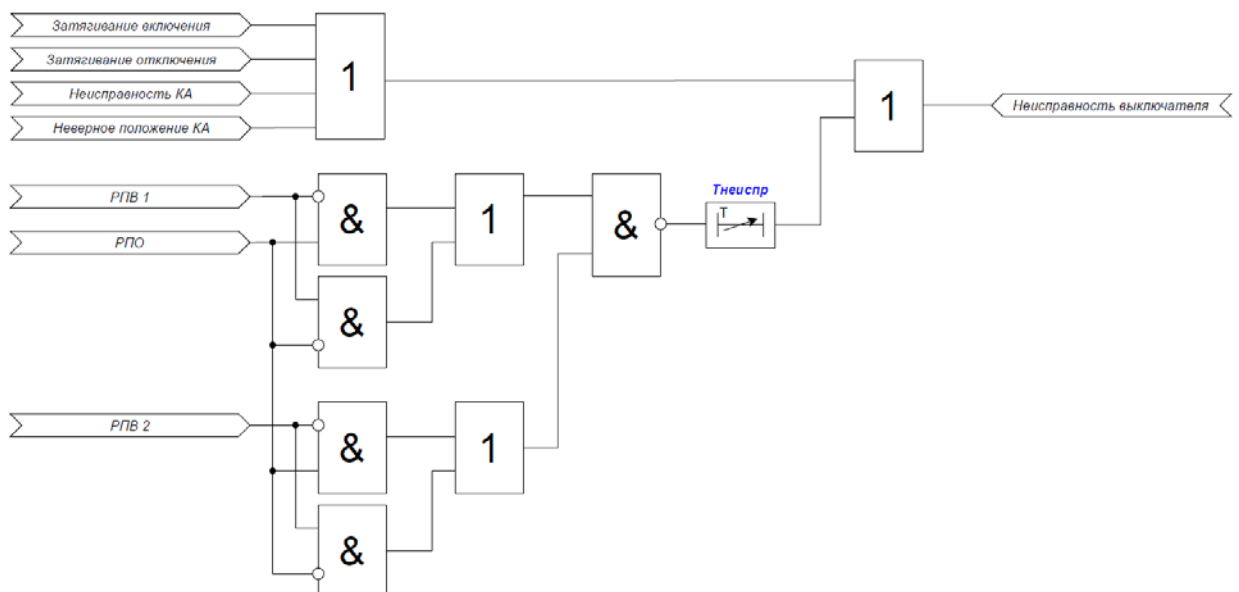 Затягивание включения
Затягивание отключения
Неисправность КА
Неверное положение КА
1
1
Неисправность выключателя
РПВ 1
РПО
&
1
&
Тнеиспр
T
&
РПВ 2
&
1
&